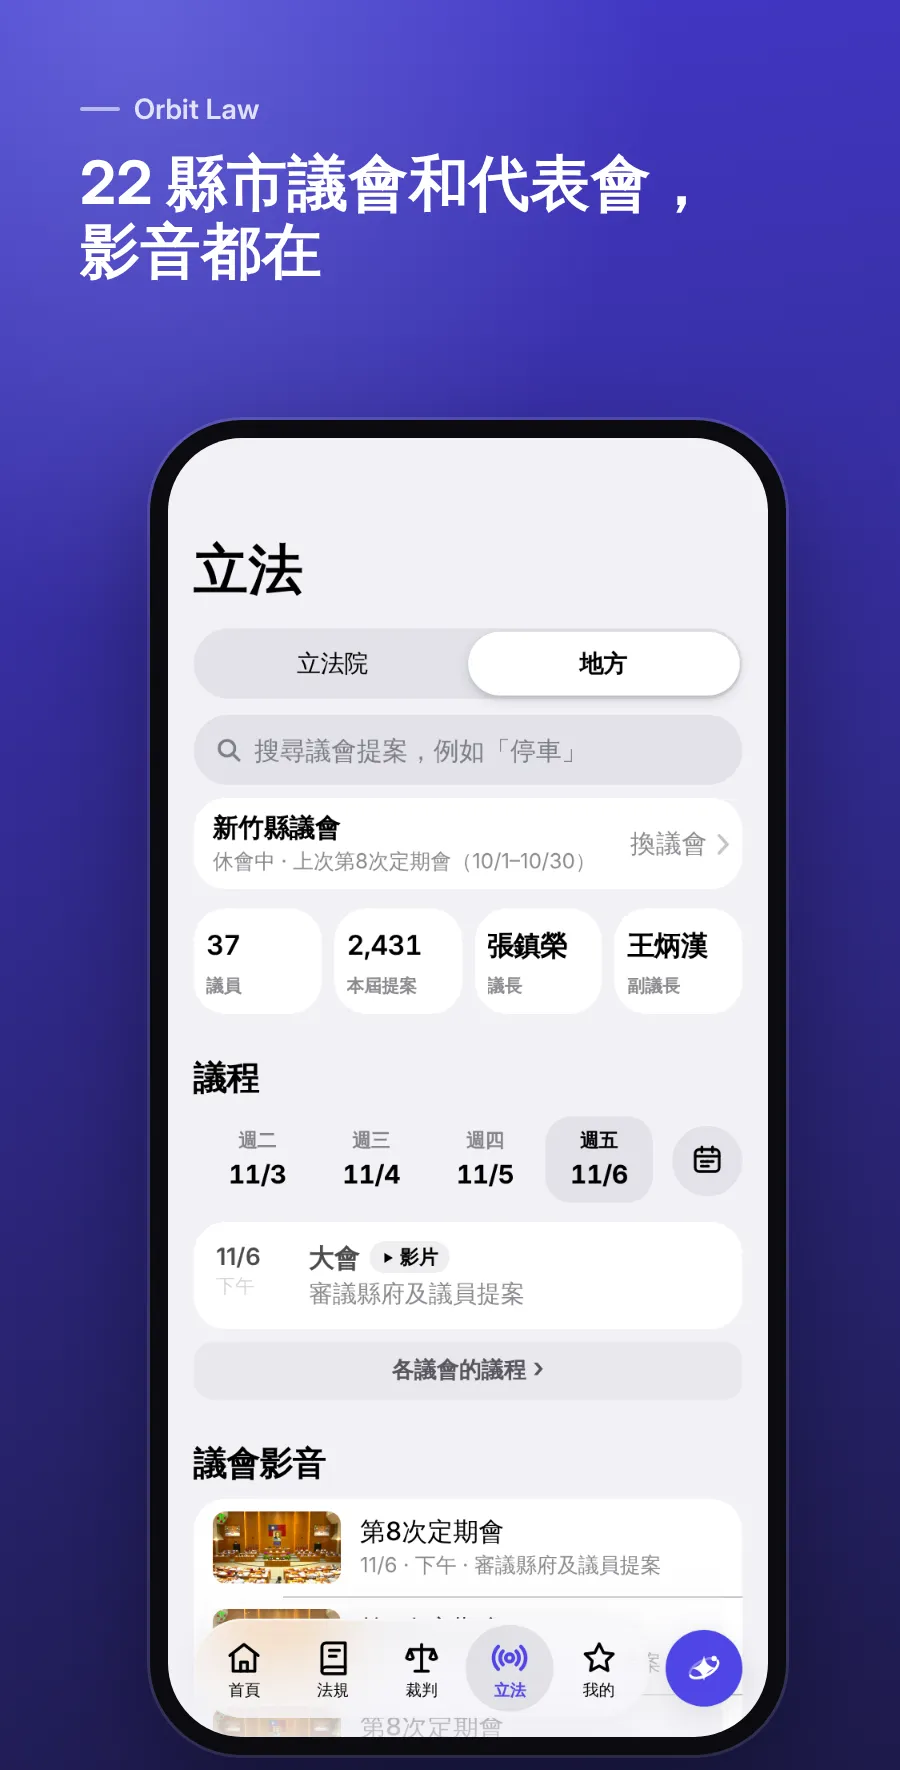 Orbit Law
22 縣市議會和代表會，
影音都在
立法
立法院
地方
搜尋議會提案，例如「停車」
新竹縣議會
休會中 · 上次第8次定期會（10/1–10/30）
換議會
37
議員
2,431
本屆提案
張鎮榮
議長
王炳漢
副議長
議程
週二
11/3
週三
11/4
週四
11/5
週五
11/6
11/6
下午
大會
影片
審議縣府及議員提案
各議會的議程 ›
議會影音
第8次定期會
11/6 · 下午 · 審議縣府及議員提案
首頁
法規
裁判
立法
我的
第8次定期會